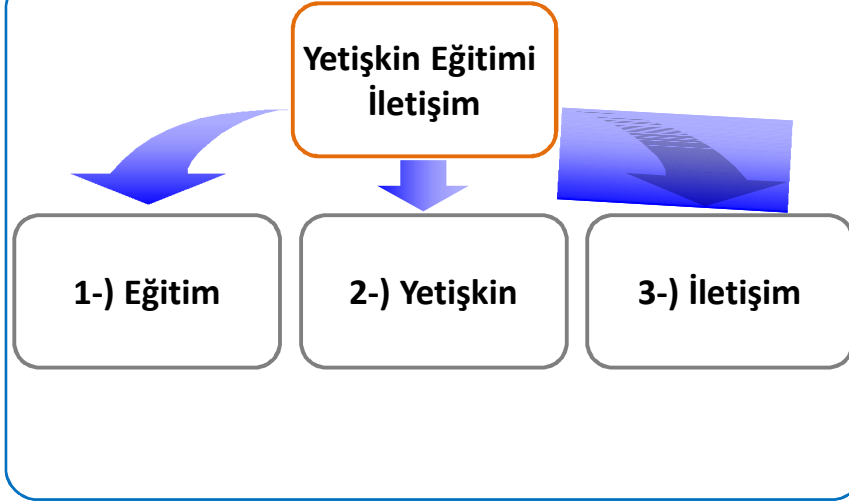 Yetişkin Eğitimi
İletişim
1-) Eğitim
2-) Yetişkin
3-) İletişim